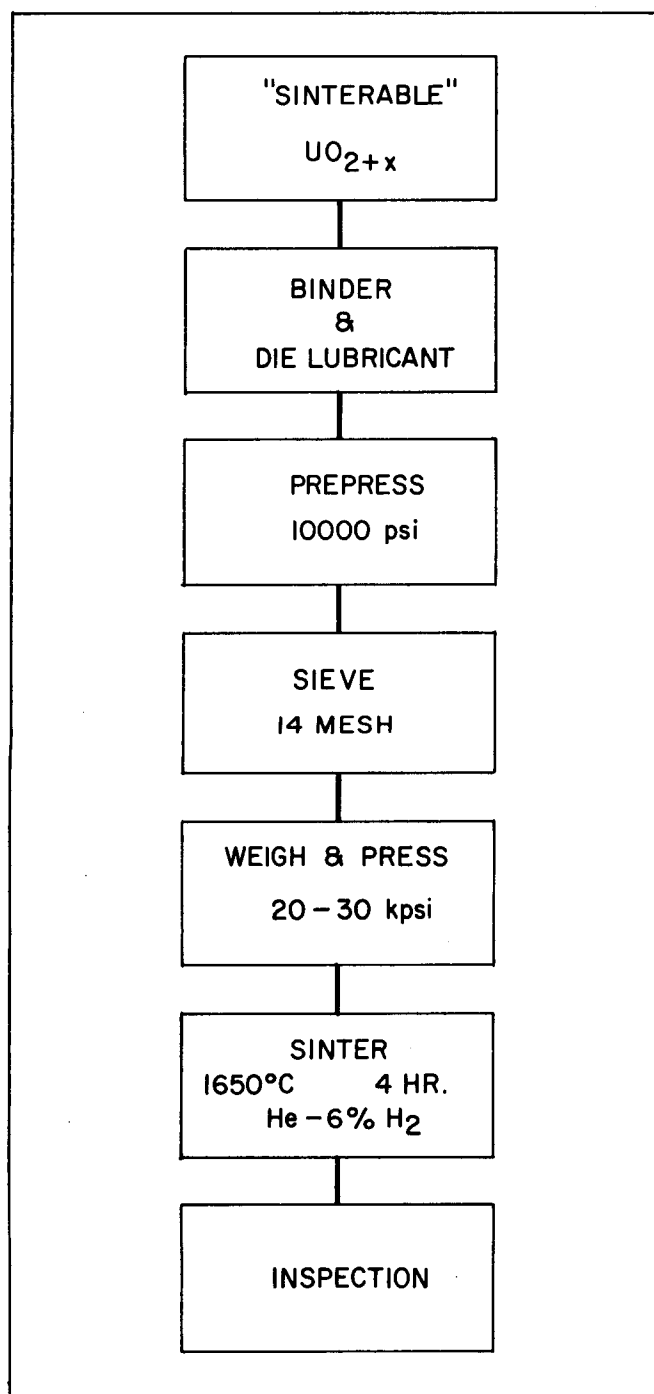 "SINTERABLE"
UO₂₊ₓ
BINDER
&
DIE LUBRICANT
PREPRESS
10000 psi
SIEVE
14 MESH
WEIGH & PRESS
20 – 30 kpsi
SINTER
1650°C 4 HR.
He – 6% H₂
INSPECTION